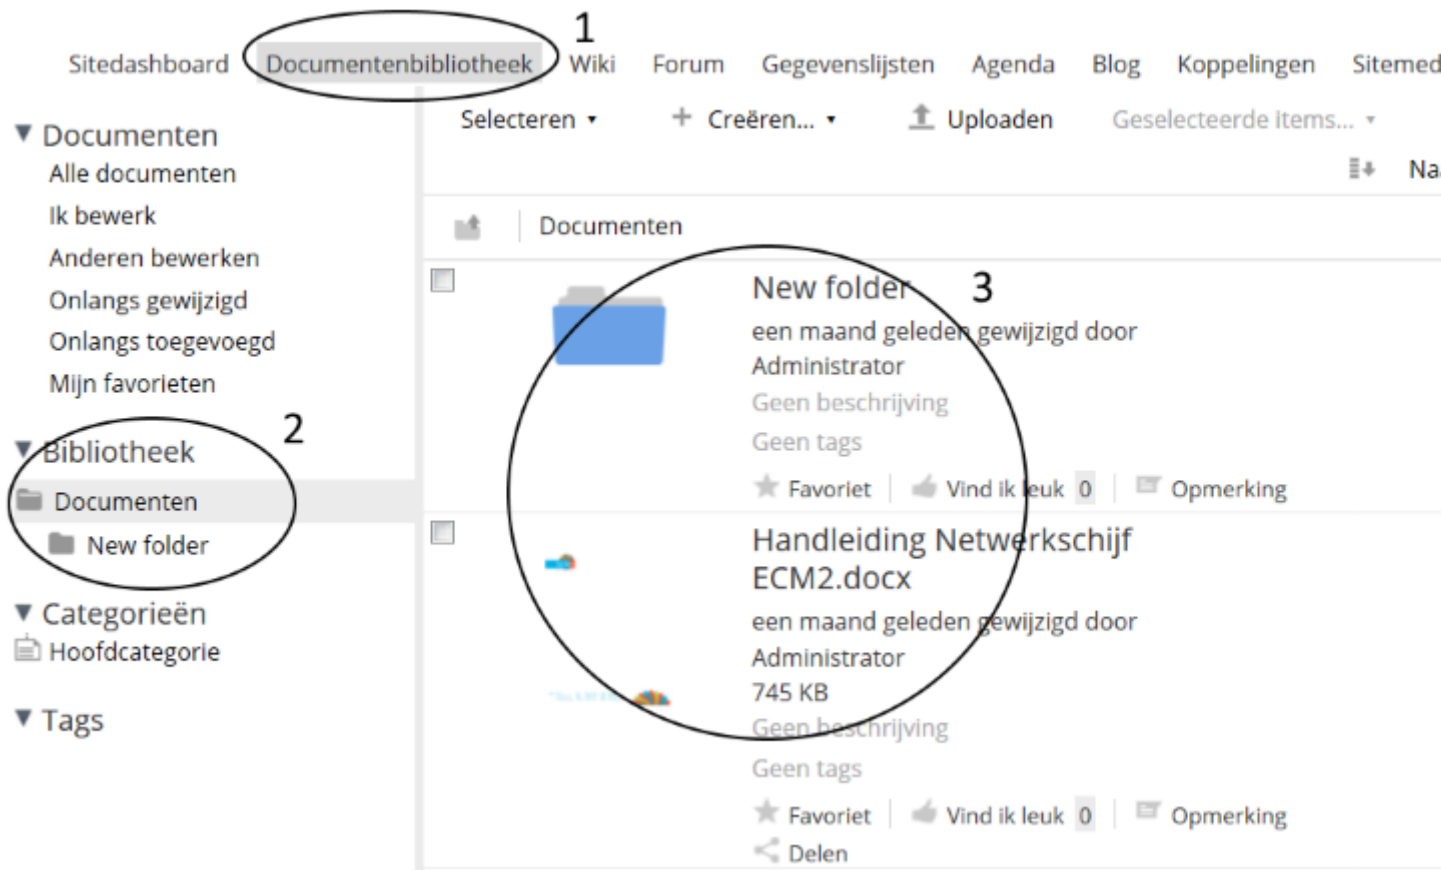 1
Sitedashboard Documentenbibliotheek Wiki Forum Gegevenslijsten Agenda Blog Koppelingen Sitemed
Documenten
Alle documenten
Ik bewerk
Anderen bewerken
Onlangs gewijzigd
Onlangs toegevoegd
Mijn favorieten
2
Bibliotheek
Documenten
New folder
Categorieën
Hoofdcategorie
Tags
Selecteren + Creëren... Uploaden Geselecteerde items...
Na
Documenten
New folder 3
een maand geleden gewijzigd door
Administrator
Geen beschrijving
Geen tags
Favoriet Vind ik leuk 0 Opmerking
Handleiding Netwerkschijf
ECM2.docx
een maand geleden gewijzigd door
Administrator
745 KB
Geen beschrijving
Geen tags
Favoriet Vind ik leuk 0 Opmerking
Delen